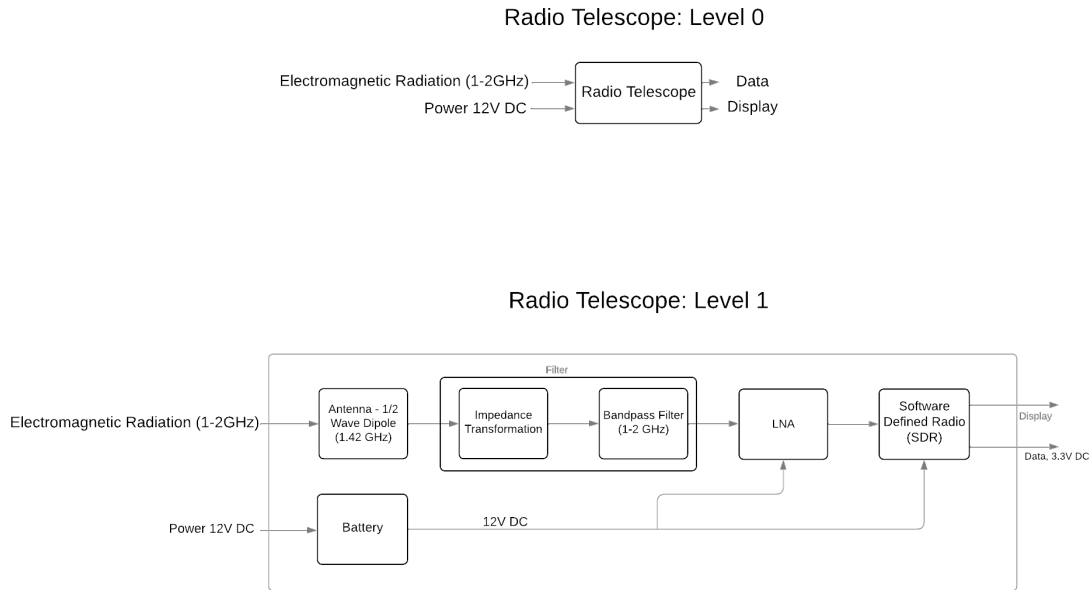 Radio Telescope: Level 0
Electromagnetic Radiation (1-2GHz)
Power 12V DC
Radio Telescope
Data
Display
Radio Telescope: Level 1
Filter
Electromagnetic Radiation (1-2GHz)
Antenna - 1/2
Wave Dipole
(1.42 GHz)
Impedance
Transformation
Bandpass Filter
(1-2 GHz)
LNA
Software
Defined Radio
(SDR)
Display
Data, 3.3V DC
Power 12V DC
Battery
12V DC